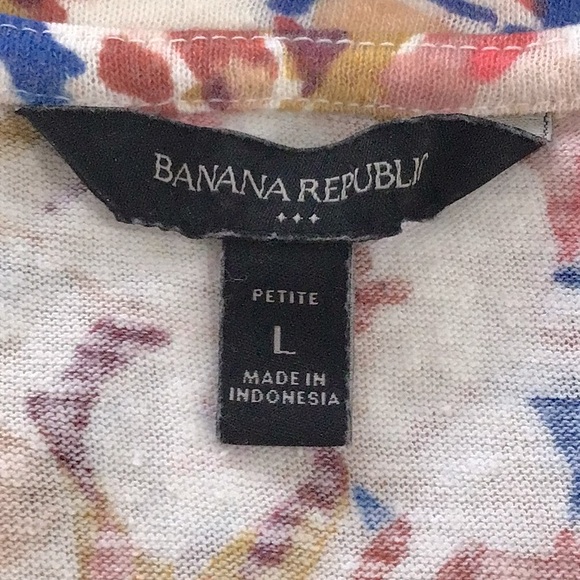 BANANA REPUBLIC
PETITE
L
MADE IN
INDONESIA